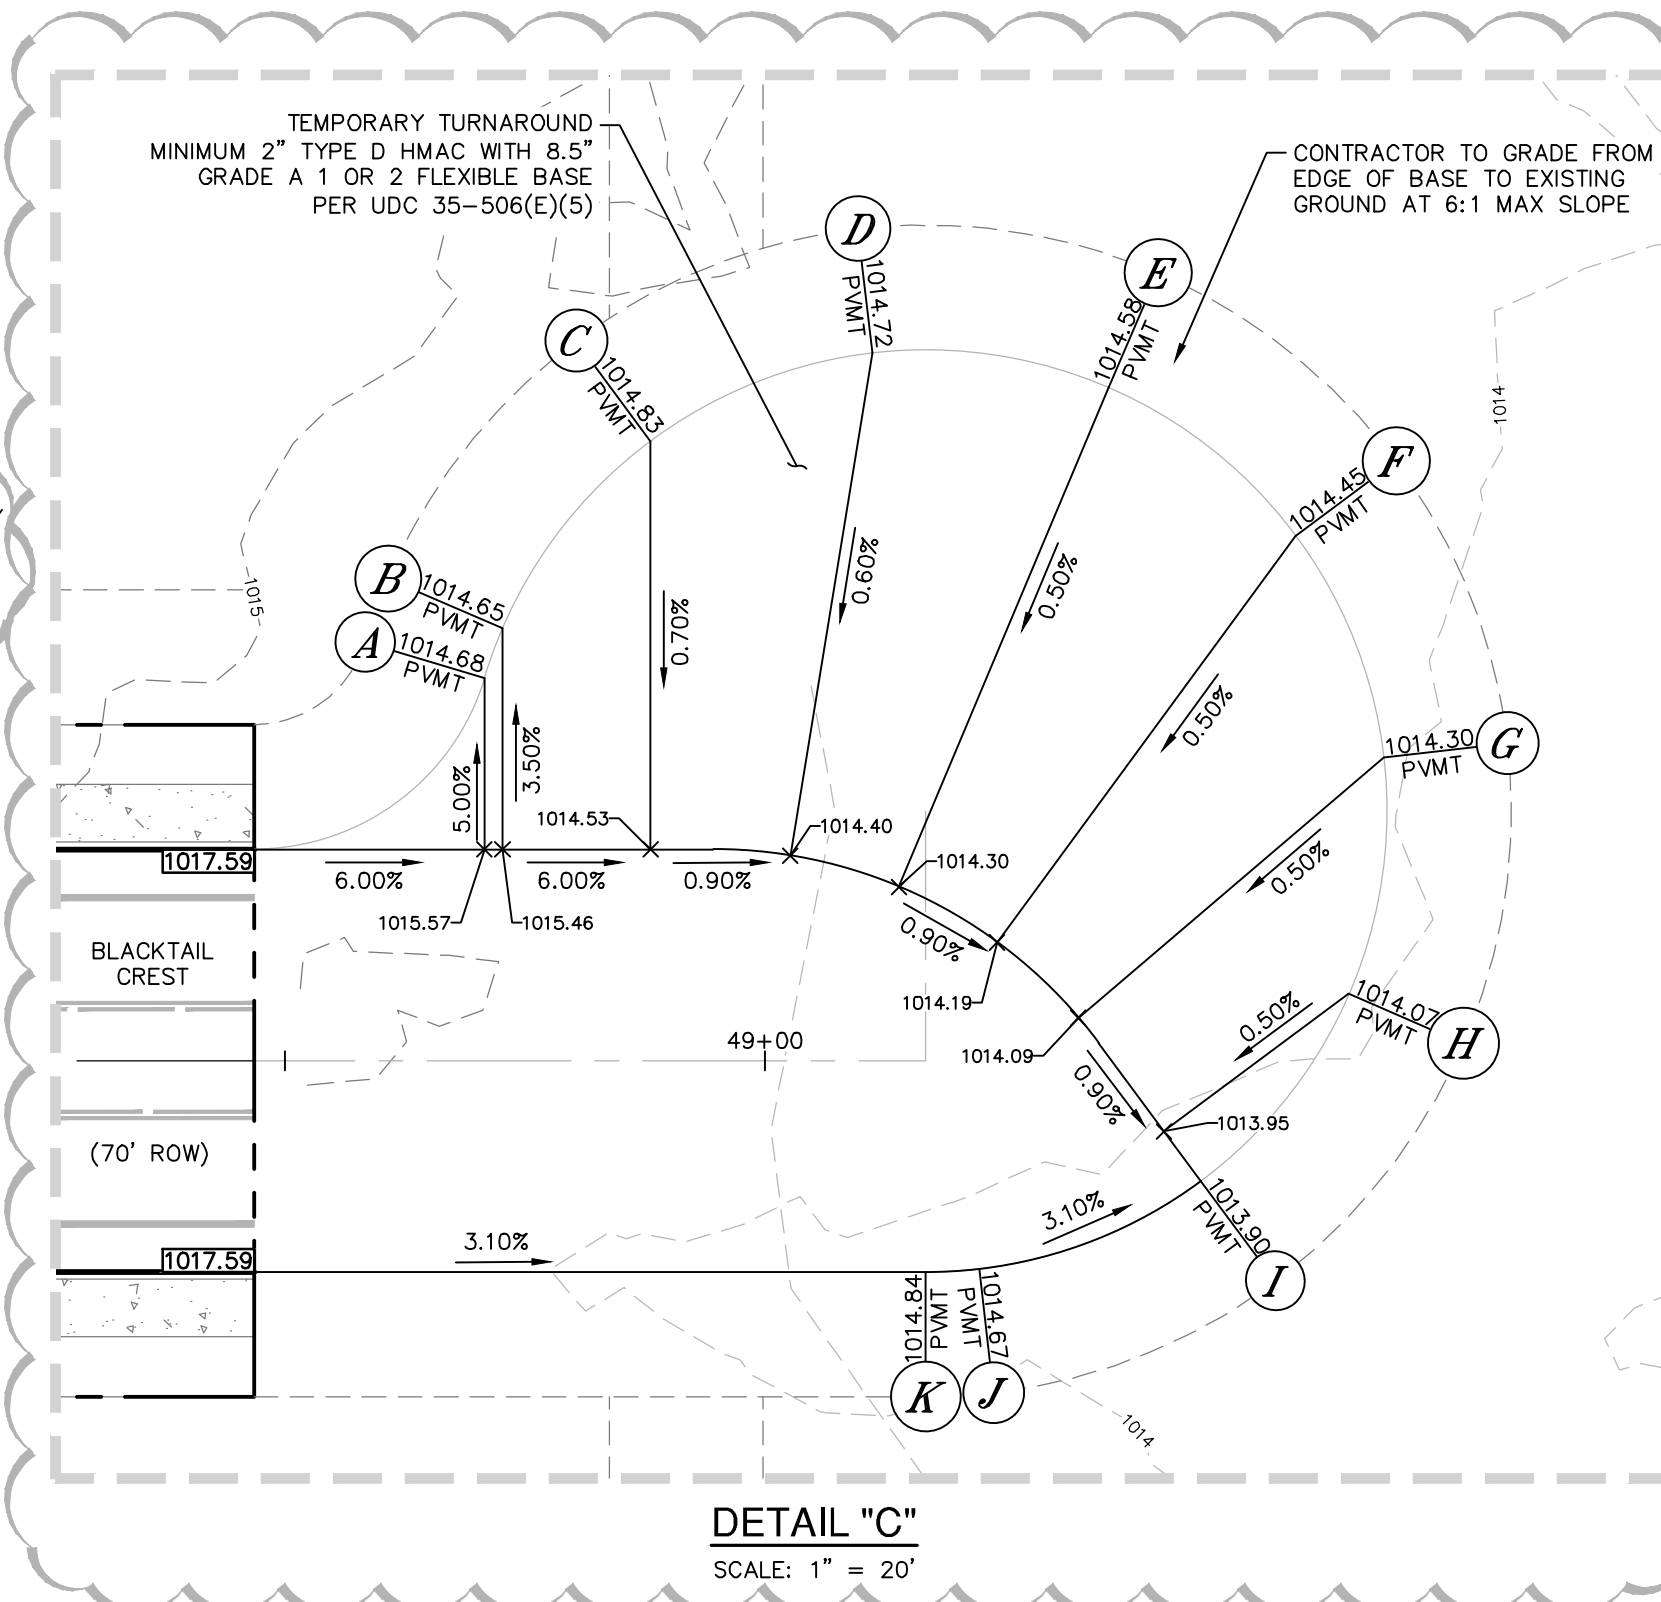 TEMPORARY TURNAROUND
MINIMUM 2" TYPE D HMAC WITH 8.5"
GRADE A 1 OR 2 FLEXIBLE BASE
PER UDC 35-506(E)(5)
CONTRACTOR TO GRADE FROM
EDGE OF BASE TO EXISTING
GROUND AT 6:1 MAX SLOPE
D
1014.72
PVMT
E
1014.58
PVMT
C
1014.83
PVMT
F
1014.45
PVMT
1014
B
1014.65
PVMT
A
1014.68
PVMT
1015
0.60%
0.50%
0.70%
0.50%
G
1014.30
PVMT
5.00%
3.50%
1014.53
1014.40
1014.30
1017.59
6.00%
6.00%
0.90%
0.50%
1015.57
1015.46
0.90%
BLACKTAIL
CREST
1014.19
0.50%
1014.07
PVMT
H
49+00
1014.09
0.90%
1013.95
(70' ROW)
3.10%
3.10%
1013.90
PVMT
I
1017.59
1014.84
PVMT
K
1014.67
PVMT
J
1014
DETAIL "C"
SCALE: 1" = 20'